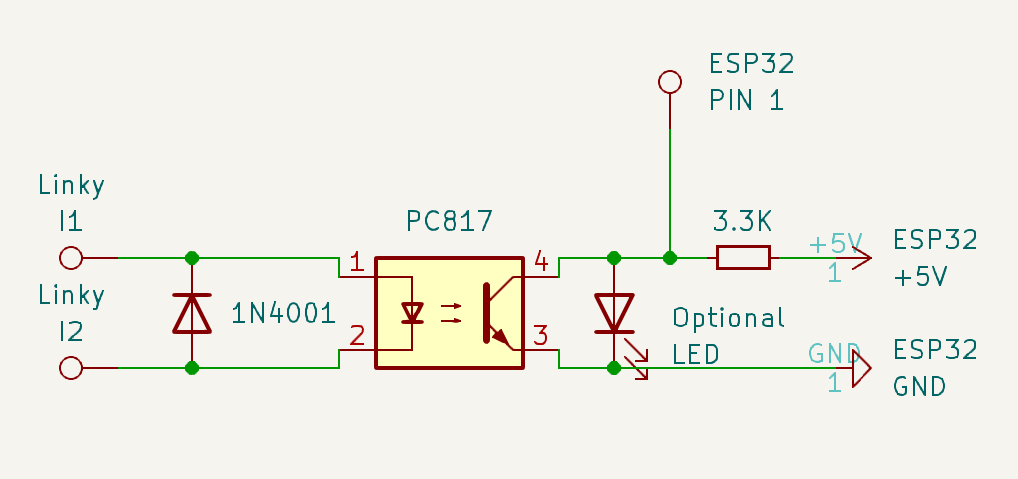 ESP32
PIN 1
Linky
I1
PC817
3.3K
+5V
1
ESP32
+5V
1
4
Linky
I2
1N4001
2
3
Optional
LED
GND
1
ESP32
GND